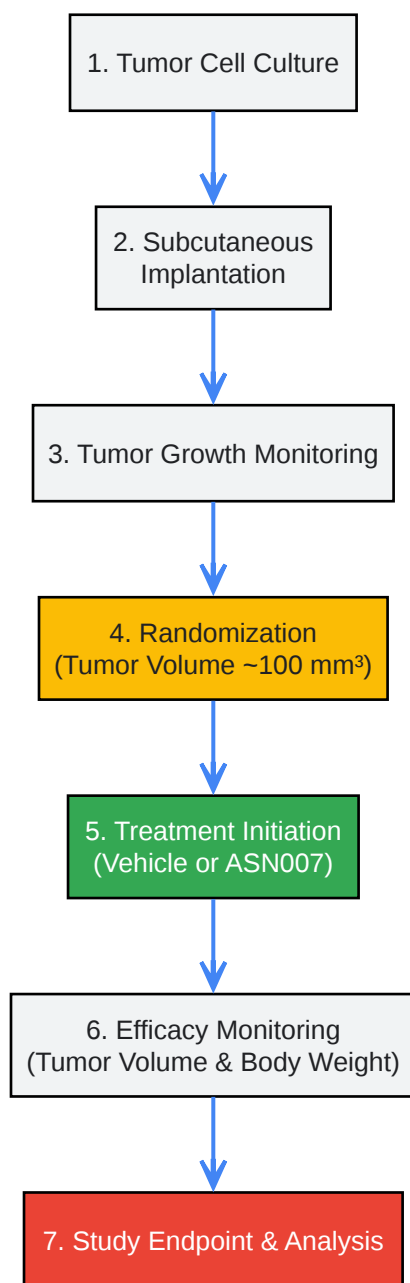 1. Tumor Cell Culture
2. Subcutaneous
Implantation
3. Tumor Growth Monitoring
4. Randomization
(Tumor Volume ~100 mm³)
5. Treatment Initiation
(Vehicle or ASN007)
6. Efficacy Monitoring
(Tumor Volume & Body Weight)
7. Study Endpoint & Analysis